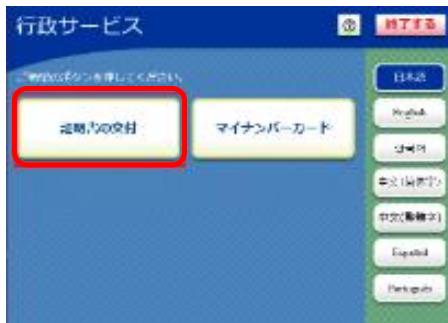 行政サービス
終了する
ご希望のボタンを押してください。
証明書の交付
マイナンバーカード
日本語
English
한국어
中文(简体字)
中文(繁體字)
Español
Português